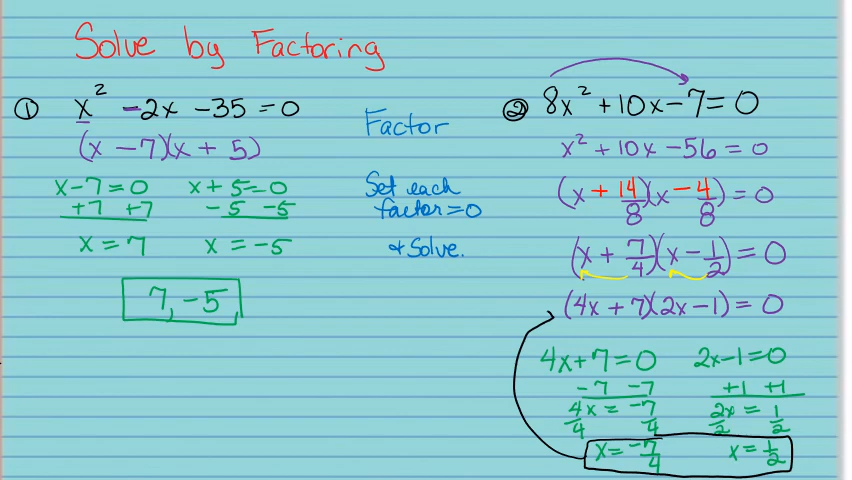 Solve by Factoring
① x² -2x -35 = 0
(x - 7)(x + 5)
x-7=0 x+5=0
+7 +7 -5 -5
x = 7 x = -5
7, -5
Factor
Set each
factor=0
& Solve.
② 8x² +10x-7=0
x² +10x -56 =0
(x + 14/8)(x - 4/8) = 0
(x + 7/4)(x - 1/2) = 0
(4x + 7)(2x -1) = 0
4x+7=0 2x-1=0
-7 -7 +1 +1
4x/4 = -7/4 2x/2 = 1/2
x = -7/4 x = 1/2